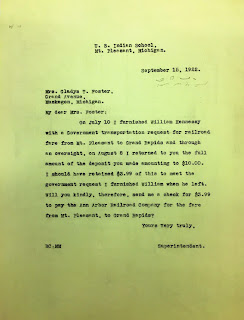 U. S. Indian School,
Mt. Pleasant, Michigan.
September 18, 1922.
Mrs. Gladys P. Foster,
Grand Avenue,
Muskegon, Michigan.
My dear Mrs. Foster:
On July 10 I furnished William Hennessy
with a Government transportation request for railroad
fare from Mt. Pleasant to Grand Rapids and through
an oversight, on August 8 I returned to you the full
amount of the deposit you made amounting to $10.00.
I should have retained $3.99 of this to meet the
government request I furnished William when he left.
Will you kindly, therefore, send me a check for $3.99
to pay the Ann Arbor Railroad Company for the fare
from Mt. Pleasant, to Grand Rapids?
Yours Very truly,
Superintendent.